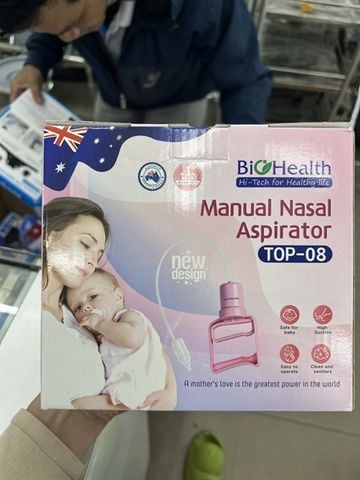 BiOHealth
Hi-Tech for Healthy life
Manual Nasal
Aspirator
TOP-08
new
design
Safe for
baby
High
Suction
Easy to
operate
Clean and
sanitary
A mother's love is the greatest power in the world